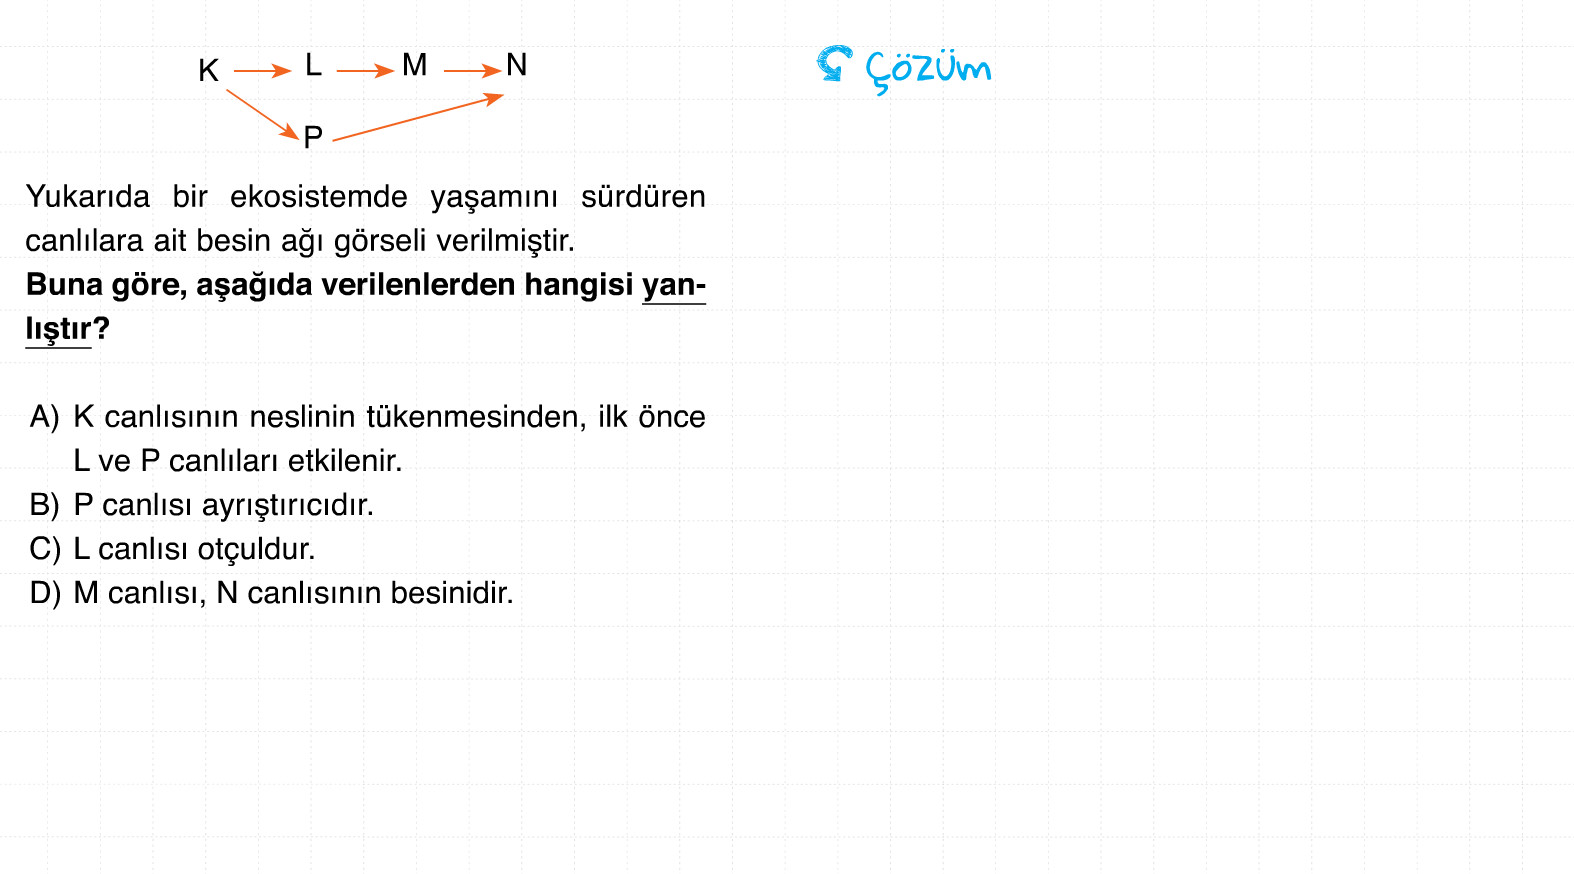 K L M N
P
Çözüm
Yukarıda bir ekosistemde yaşamını sürdüren
canlılara ait besin ağı görseli verilmiştir.
Buna göre, aşağıda verilenlerden hangisi yan-
lıştır?
A) K canlısının neslinin tükenmesinden, ilk önce
L ve P canlıları etkilenir.
B) P canlısı ayrıştırıcıdır.
C) L canlısı otçuldur.
D) M canlısı, N canlısının besinidir.